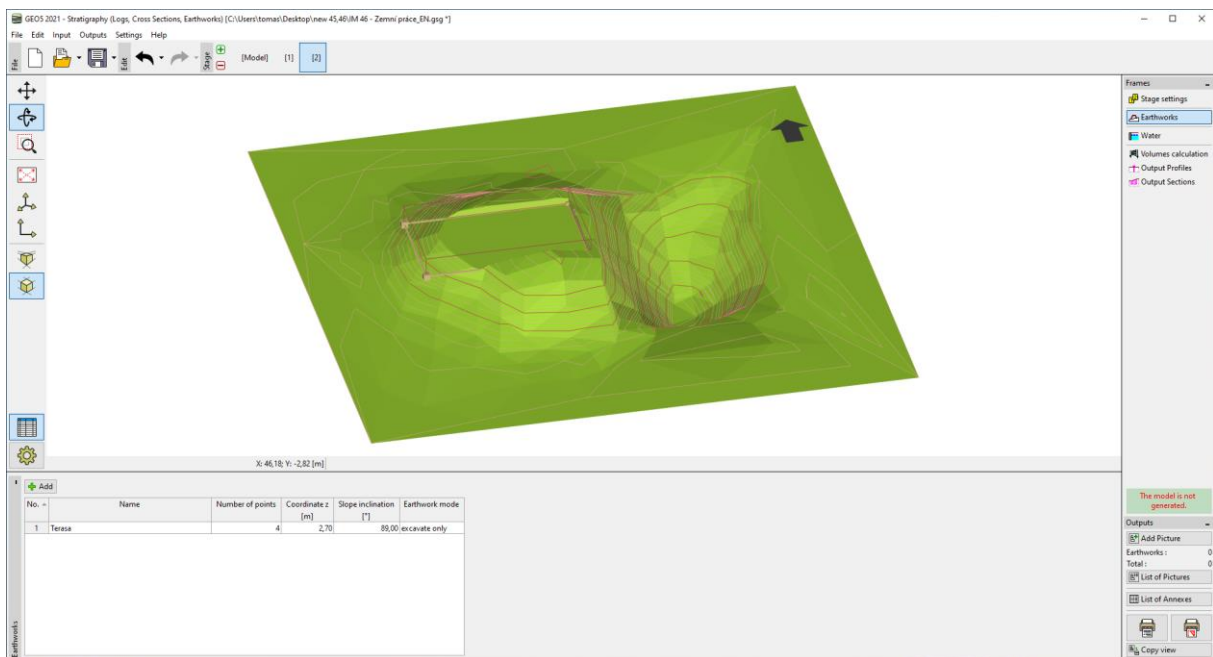 GEO5 2021 - Stratigraphy (Logs, Cross Sections, Earthworks) [C:\Users\tomas\Desktop\new 45,46\IM 46 - Zemní práce_EN.gsg *]
File Edit Input Outputs Settings Help
File Edit Stage [Model] [1] [2]
Frames
Stage settings
Earthworks
Water
Volumes calculation
Output Profiles
Output Sections
X: 46,18; Y: -2,82 [m]
Add
No. Name Number of points Coordinate z Slope inclination Earthwork mode
[m] [°]
1 Terasa 4 2,70 89,00 excavate only
Earthworks
The model is not
generated.
Outputs
Add Picture
Earthworks : 0
Total : 0
List of Pictures
List of Annexes
Copy view